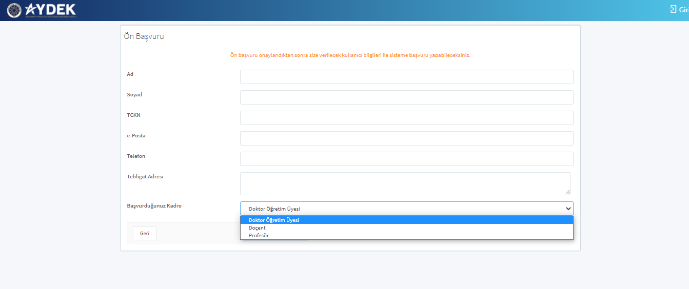 AYDEK
Gir
Ön Başvuru
Ön başvuru onaylandıktan sonra size verilecek kullanıcı bilgileri ile sisteme başvuru yapabileceksiniz.
Ad
Soyad
TCKN
e-Posta
Telefon
Tebligat Adresi
Başvurduğunuz Kadro
Doktor Öğretim Üyesi
Doktor Öğretim Üyesi
Doçent
Profesör
Geri